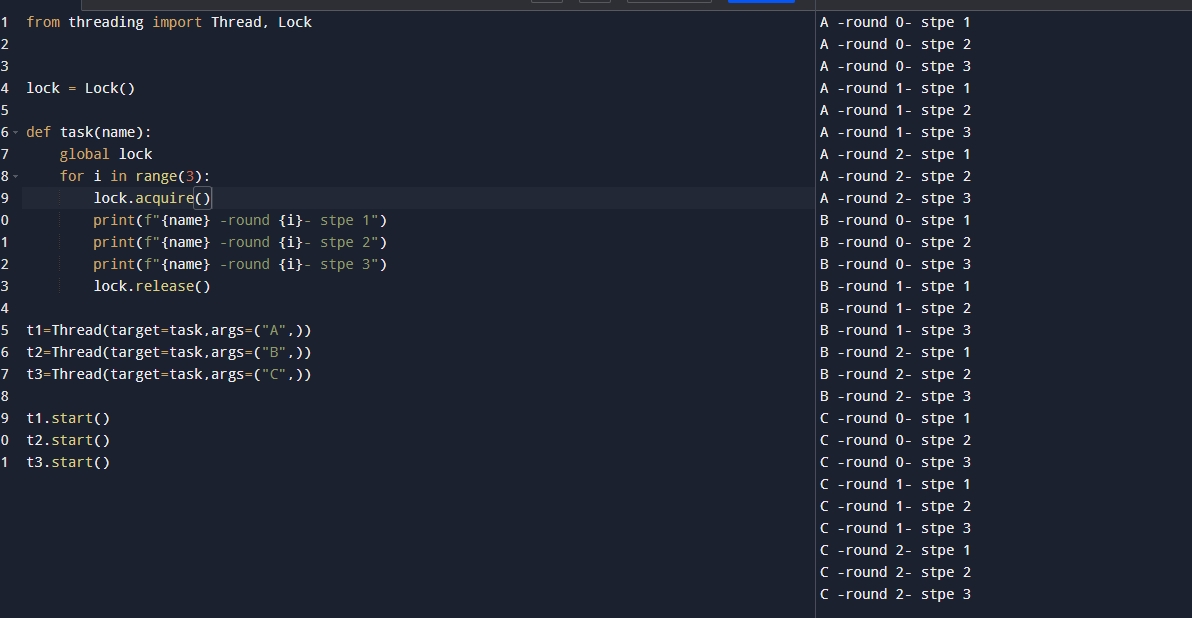 1 from threading import Thread, Lock
2
3
4 lock = Lock()
5
6 def task(name):
7 global lock
8 for i in range(3):
9 lock.acquire()
0 print(f"{name} -round {i}- stpe 1")
1 print(f"{name} -round {i}- stpe 2")
2 print(f"{name} -round {i}- stpe 3")
3 lock.release()
4
5 t1=Thread(target=task,args=("A",))
6 t2=Thread(target=task,args=("B",))
7 t3=Thread(target=task,args=("C",))
8
9 t1.start()
0 t2.start()
1 t3.start()
A -round 0- stpe 1
A -round 0- stpe 2
A -round 0- stpe 3
A -round 1- stpe 1
A -round 1- stpe 2
A -round 1- stpe 3
A -round 2- stpe 1
A -round 2- stpe 2
A -round 2- stpe 3
B -round 0- stpe 1
B -round 0- stpe 2
B -round 0- stpe 3
B -round 1- stpe 1
B -round 1- stpe 2
B -round 1- stpe 3
B -round 2- stpe 1
B -round 2- stpe 2
B -round 2- stpe 3
C -round 0- stpe 1
C -round 0- stpe 2
C -round 0- stpe 3
C -round 1- stpe 1
C -round 1- stpe 2
C -round 1- stpe 3
C -round 2- stpe 1
C -round 2- stpe 2
C -round 2- stpe 3